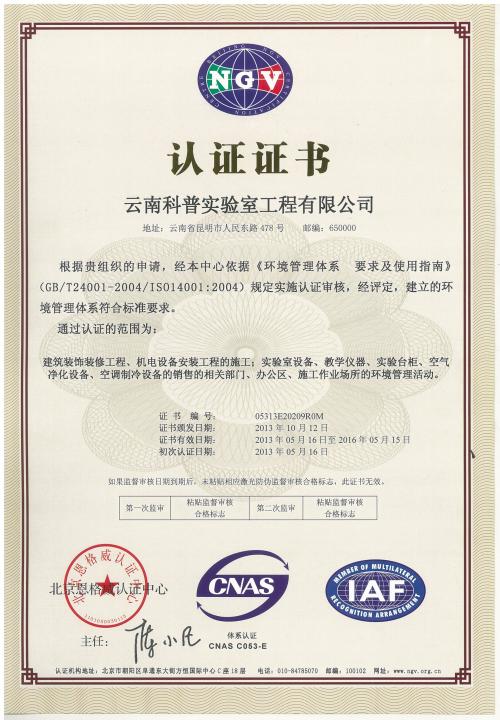 BEIJING NGV CERTIFICATION CENTRE
NGV
认证证书
云南科普实验室工程有限公司
地址：云南省昆明市人民东路 478 号 邮编：650000
根据贵组织的申请，经本中心依据《环境管理体系 要求及使用指南》
(GB/T24001-2004/ISO14001:2004) 规定实施认证审核，经评定，建立的环
境管理体系符合标准要求。
通过认证的范围为：
建筑装饰装修工程、机电设备安装工程的施工；实验室设备、教学仪器、实验台柜、空气
净化设备、空调制冷设备的销售的相关部门、办公区、施工作业场所的环境管理活动。
证 书 编 号： 05313E20209R0M
证书颁发日期： 2013 年 10 月 12 日
证书有效日期： 2013 年 05 月 16 日至 2016 年 05 月 15 日
初次认证日期： 2013 年 05 月 16 日
如果监督审核日期到期后，未粘贴相应激光防伪监督审核合格标志，此证书无效。
第一次监审 粘贴监督审核合格标志 第二次监审 粘贴监督审核合格标志
北京恩格威认证中心
北京恩格威认证中心
CNAS
MEMBER OF MULTILATERAL
IAF
RECOGNITION ARRANGEMENT
主任：
体系认证
CNAS C053-E
认证机构地址：北京市朝阳区阜通东大街方恒国际中心 C 座 18 层 电话：010-84785070 邮编：100102 网址：www.ngv.org.cn